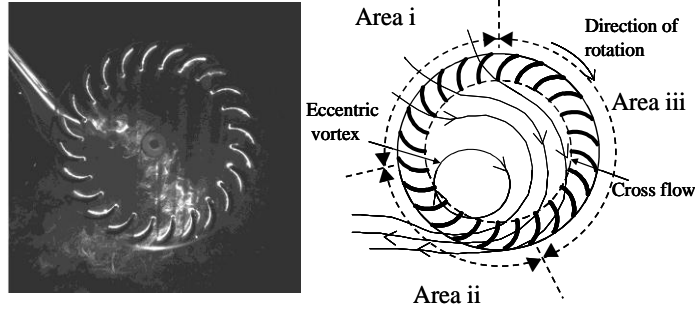 Area i
Direction of
rotation
Area iii
Eccentric
vortex
Cross flow
Area ii